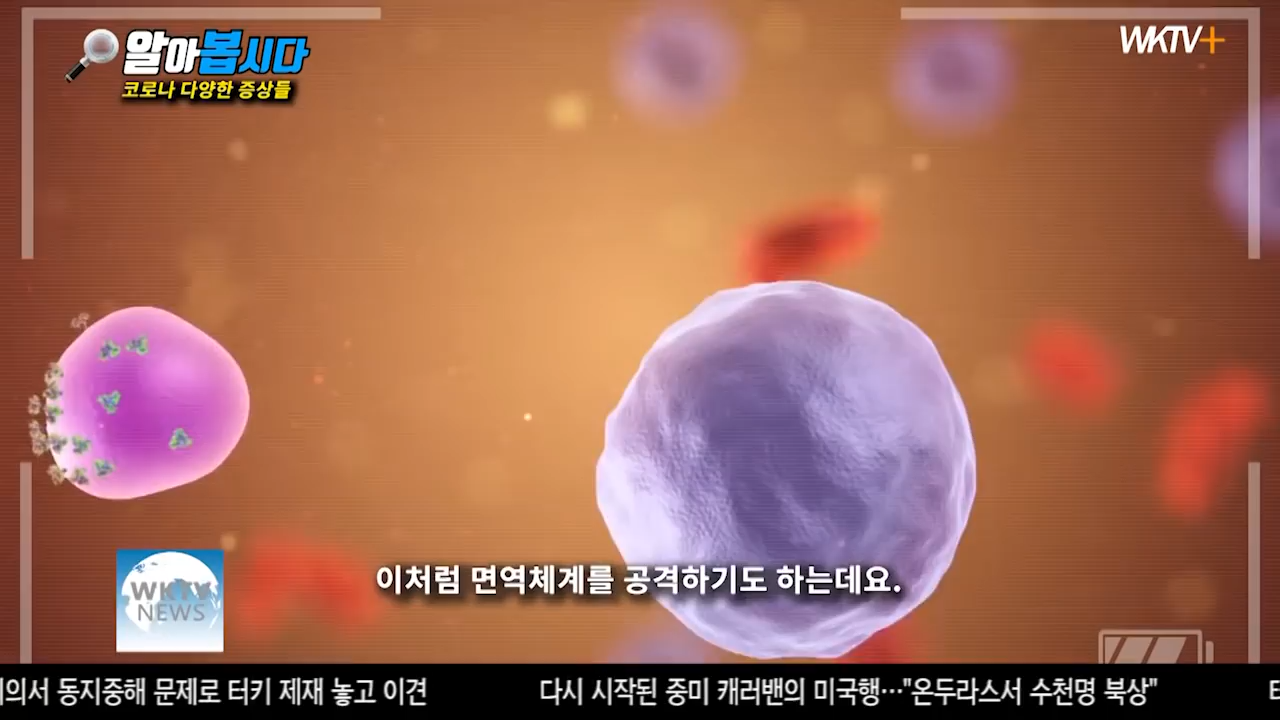 알아봅시다
코로나 다양한 증상들
WKTV+
WKTV
NEWS
이처럼 면역체계를 공격하기도 하는데요.
의서 동지중해 문제로 터키 제재 놓고 이견 다시 시작된 중미 캐러밴의 미국행…"온두라스서 수천명 북상"